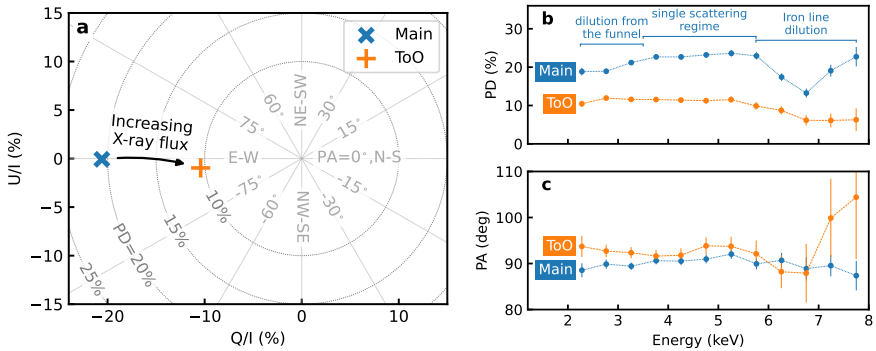 a
Main
ToO
15
10
5
0
−5
−10
−15
U/I (%)
−20
−10
0
10
Q/I (%)
Increasing
X-ray flux
E-W
PA=0°,N-S
NE-SW
NW-SE
75°
60°
30°
15°
-75°
-60°
-30°
-15°
10%
15%
PD=20%
25%
b
dilution from
the funnel
single scattering
regime
Iron line
dilution
Main
ToO
30
20
10
0
PD (%)
c
ToO
Main
110
100
90
80
PA (deg)
2
3
4
5
6
7
8
Energy (keV)